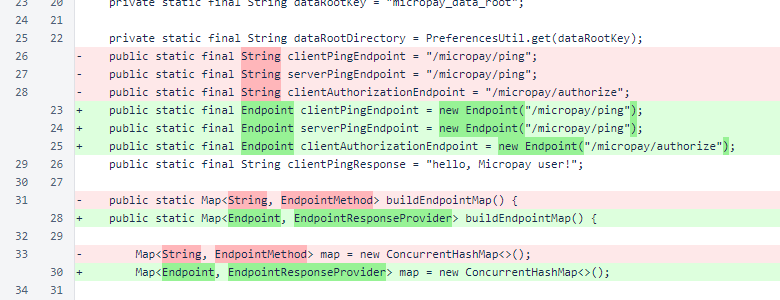 23 20 private static final String dataRootKey = "micropay_data_root";
24 21
25 22 private static final String dataRootDirectory = PreferencesUtil.get(dataRootKey);
26 - public static final String clientPingEndpoint = "/micropay/ping";
27 - public static final String serverPingEndpoint = "/micropay/ping";
28 - public static final String clientAuthorizationEndpoint = "/micropay/authorize";
23 + public static final Endpoint clientPingEndpoint = new Endpoint("/micropay/ping");
24 + public static final Endpoint serverPingEndpoint = new Endpoint("/micropay/ping");
25 + public static final Endpoint clientAuthorizationEndpoint = new Endpoint("/micropay/authorize");
29 26 public static final String clientPingResponse = "hello, Micropay user!";
30 27
31 - public static Map<String, EndpointMethod> buildEndpointMap() {
28 + public static Map<Endpoint, EndpointResponseProvider> buildEndpointMap() {
32 29
33 - Map<String, EndpointMethod> map = new ConcurrentHashMap<>();
30 + Map<Endpoint, EndpointResponseProvider> map = new ConcurrentHashMap<>();
34 31